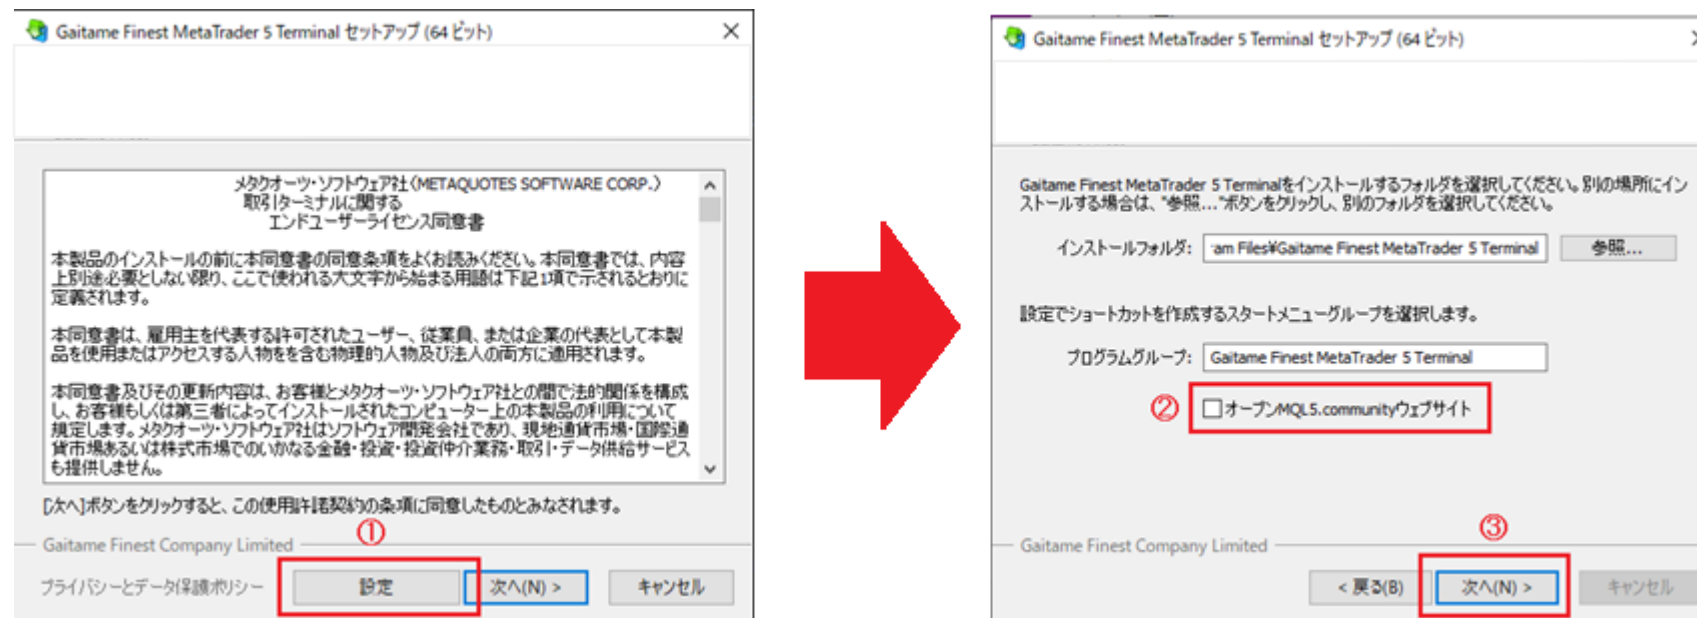 Gaitame Finest MetaTrader 5 Terminal セットアップ (64 ビット)
メタクオーツ・ソフトウェア社(METAQUOTES SOFTWARE CORP.)
取引ターミナルに関する
エンドユーザーライセンス同意書
本製品のインストールの前に本同意書の同意条項をよくお読みください。本同意書では、内容
上別途必要としない限り、ここで使われる大文字から始まる用語は下記1項で示されるとおりに
定義されます。
本同意書は、雇用主を代表する許可されたユーザー、従業員、または企業の代表として本製
品を使用またはアクセスする人物をを含む物理的人物及び法人の両方に適用されます。
本同意書及びその更新内容は、お客様とメタクオーツ・ソフトウェア社との間で法的関係を構成
し、お客様もしくは第三者によってインストールされたコンピューター上の本製品の利用について
規定します。メタクオーツ・ソフトウェア社はソフトウェア開発会社であり、現地通貨市場・国際通
貨市場あるいは株式市場でのいかなる金融・投資・投資仲介業務・取引・データ供給サービス
も提供しません。
[次へ]ボタンをクリックすると、この使用許諾契約の条項に同意したものとみなされます。
①
Gaitame Finest Company Limited
プライバシーとデータ保護ポリシー
設定
次へ(N) >
キャンセル
Gaitame Finest MetaTrader 5 Terminal セットアップ (64 ビット)
Gaitame Finest MetaTrader 5 Terminalをインストールするフォルダを選択してください。別の場所にイン
ストールする場合は、"参照..."ボタンをクリックし、別のフォルダを選択してください。
インストールフォルダ: am Files¥Gaitame Finest MetaTrader 5 Terminal 参照...
設定でショートカットを作成するスタートメニューグループを選択します。
プログラムグループ: Gaitame Finest MetaTrader 5 Terminal
② オープンMQL5.communityウェブサイト
③
Gaitame Finest Company Limited
< 戻る(B)
次へ(N) >
キャンセル